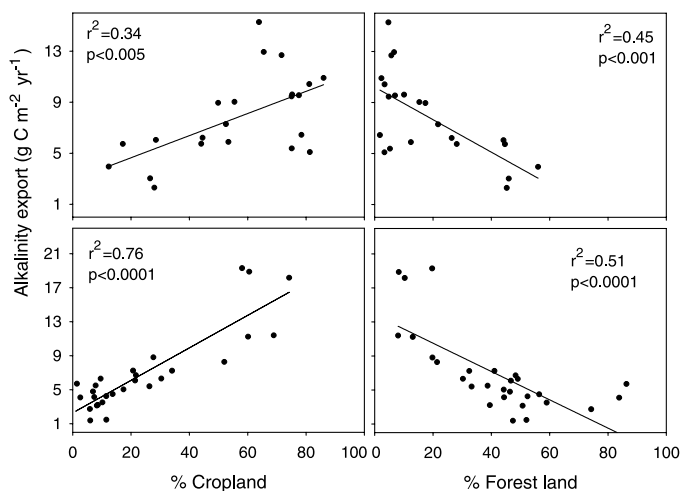 Alkalinity export (g C m⁻² yr⁻¹)
13
9
5
1
r²=0.34
p<0.005
r²=0.45
p<0.001
21
17
13
9
5
1
r²=0.76
p<0.0001
r²=0.51
p<0.0001
0 20 40 60 80 100 0 20 40 60 80 100
% Cropland % Forest land